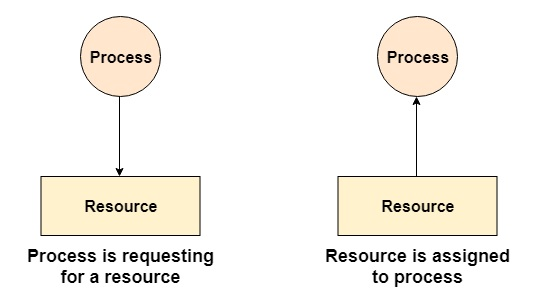 Process
Resource
Process is requesting
for a resource
Process
Resource
Resource is assigned
to process